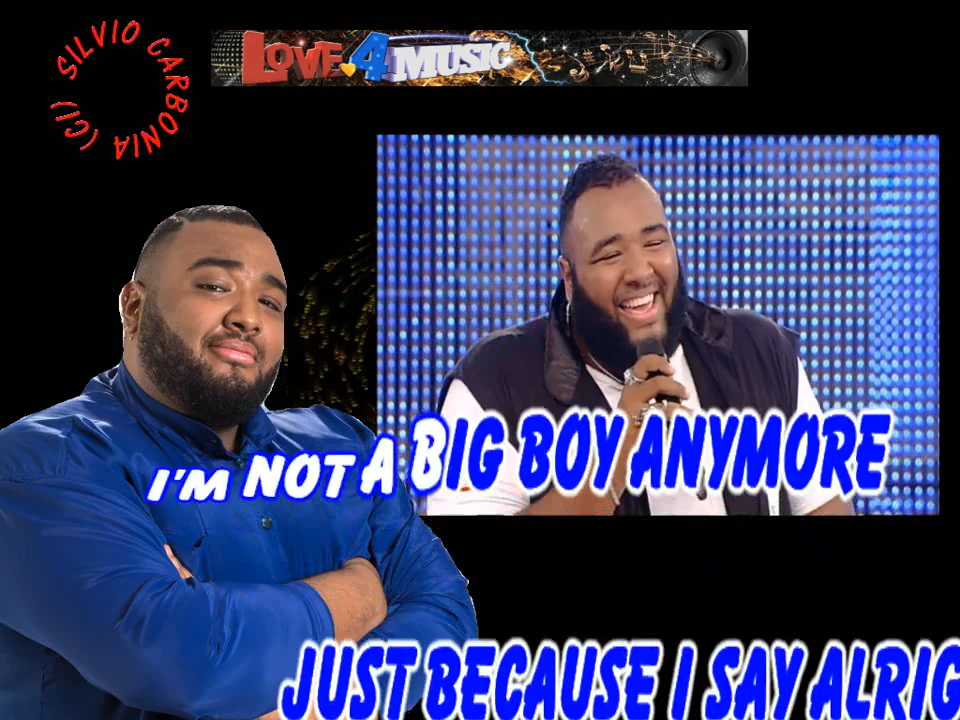 SILVIO CARBONIA (CI)
LOVE 4 MUSIC
I'M NOT A BIG BOY ANYMORE
JUST BECAUSE I SAY ALRIG